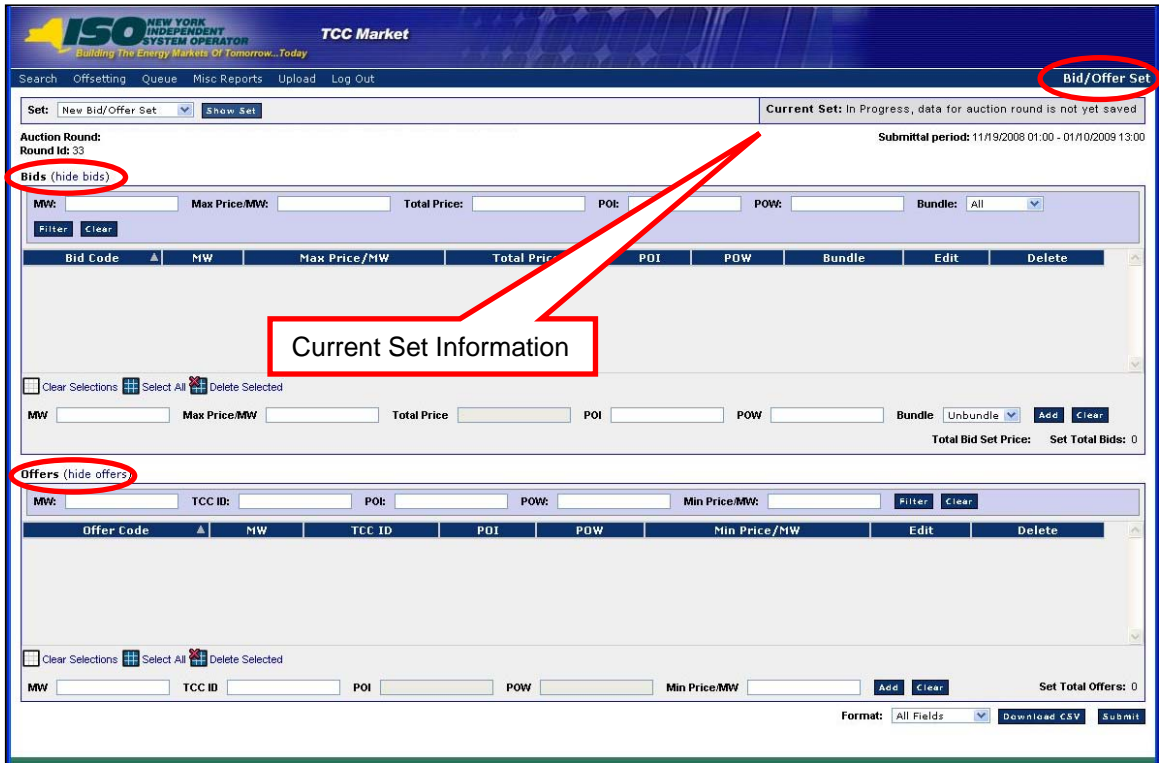 ISO NEW YORK
INDEPENDENT
SYSTEM OPERATOR
Building The Energy Markets Of Tomorrow...Today
TCC Market
Search Offsetting Queue Misc Reports Upload Log Out Bid/Offer Set
Set: New Bid/Offer Set Show Set Current Set: In Progress, data for auction round is not yet saved
Auction Round: Submittal period: 11/19/2008 01:00 - 01/10/2009 13:00
Round Id: 33
Bids (hide bids)
MW: Max Price/MW: Total Price: POI: POW: Bundle: All
Filter Clear
Bid Code MW Max Price/MW Total Price POI POW Bundle Edit Delete
Current Set Information
Clear Selections Select All Delete Selected
MW Max Price/MW Total Price POI POW Bundle Unbundle Add Clear
Total Bid Set Price: Set Total Bids: 0
Offers (hide offers)
MW: TCC ID: POI: POW: Min Price/MW: Filter Clear
Offer Code MW TCC ID POI POW Min Price/MW Edit Delete
Clear Selections Select All Delete Selected
MW TCC ID POI POW Min Price/MW Add Clear Set Total Offers: 0
Format: All Fields Download CSV Submit